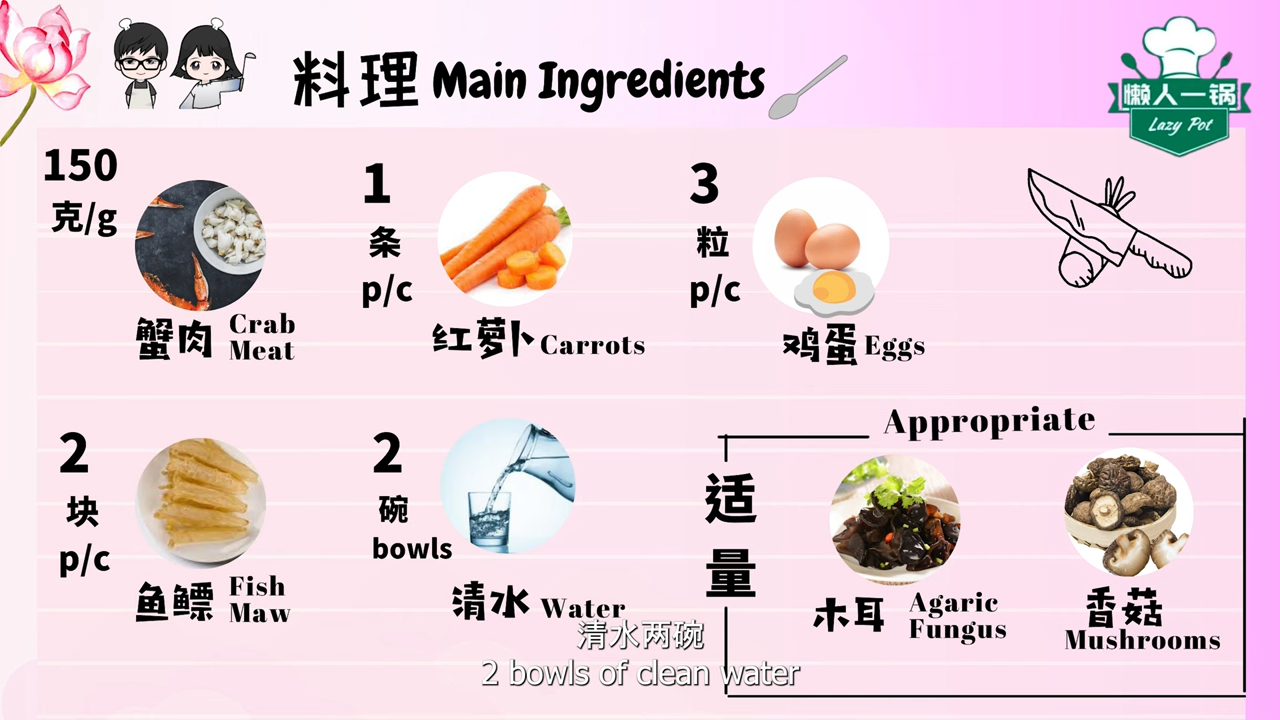 料理 Main Ingredients
懒人一锅
Lazy Pot
150
克/g
蟹肉
Crab
Meat
1
条
p/c
红萝卜 Carrots
3
粒
p/c
鸡蛋 Eggs
2
块
p/c
鱼鳔
Fish
Maw
2
碗
bowls
清水 Water
Appropriate
适
量
木耳
Agaric
Fungus
香菇
Mushrooms
清水两碗
2 bowls of clean water